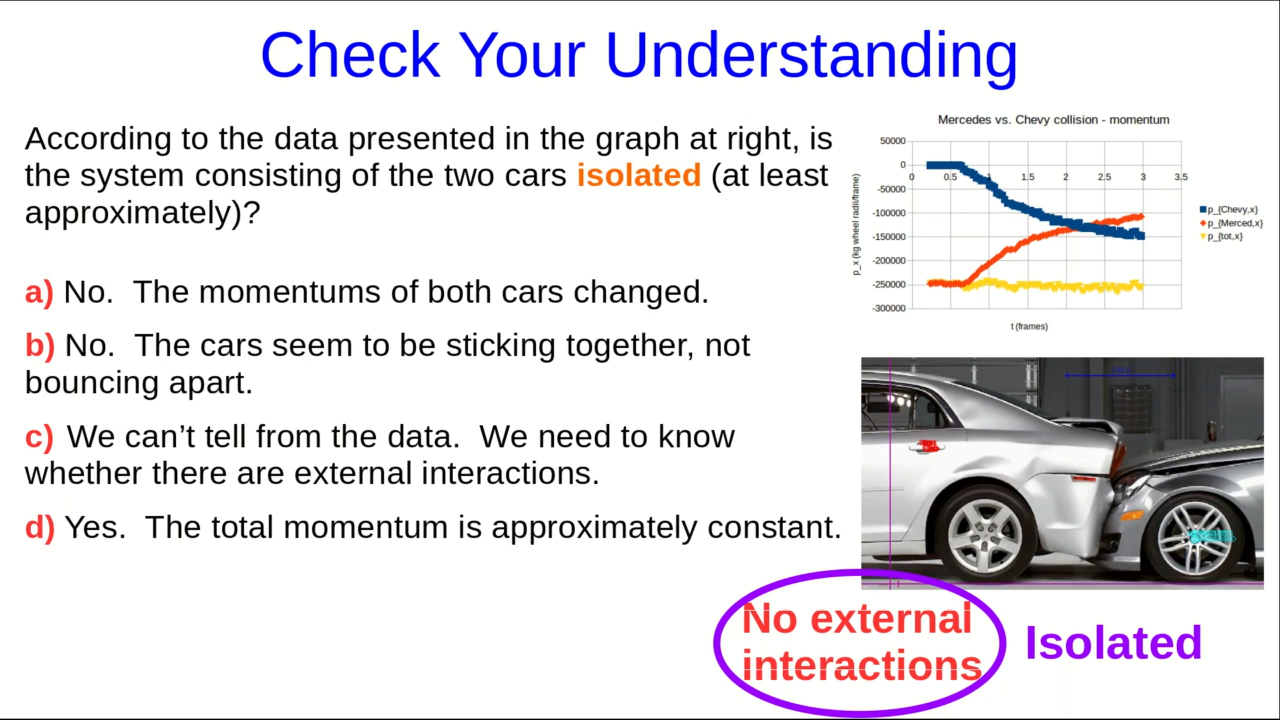 Check Your Understanding
According to the data presented in the graph at right, is
the system consisting of the two cars isolated (at least
approximately)?
a) No. The momentums of both cars changed.
b) No. The cars seem to be sticking together, not
bouncing apart.
c) We can’t tell from the data. We need to know
whether there are external interactions.
d) Yes. The total momentum is approximately constant.
Mercedes vs. Chevy collision - momentum
p_x (kg wheel radii/frame)
50000
0
-50000
-100000
-150000
-200000
-250000
-300000
0 0.5 1 1.5 2 2.5 3 3.5
t (frames)
p_{Chevy,x}
p_{Merced,x}
p_{tot,x}
No external
interactions
Isolated